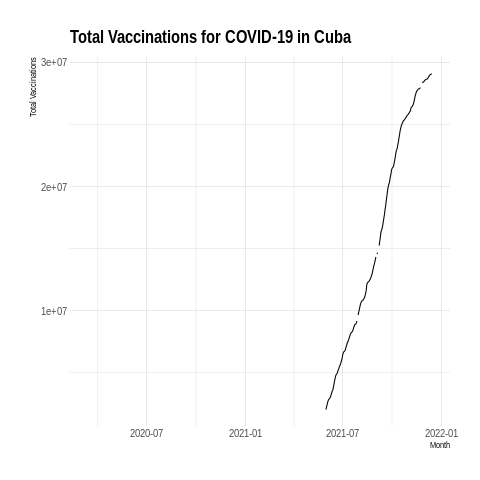 Total Vaccinations for COVID-19 in Cuba
Total Vaccinations
3e+07
2e+07
1e+07
2020-07 2021-01 2021-07 2022-01
Month